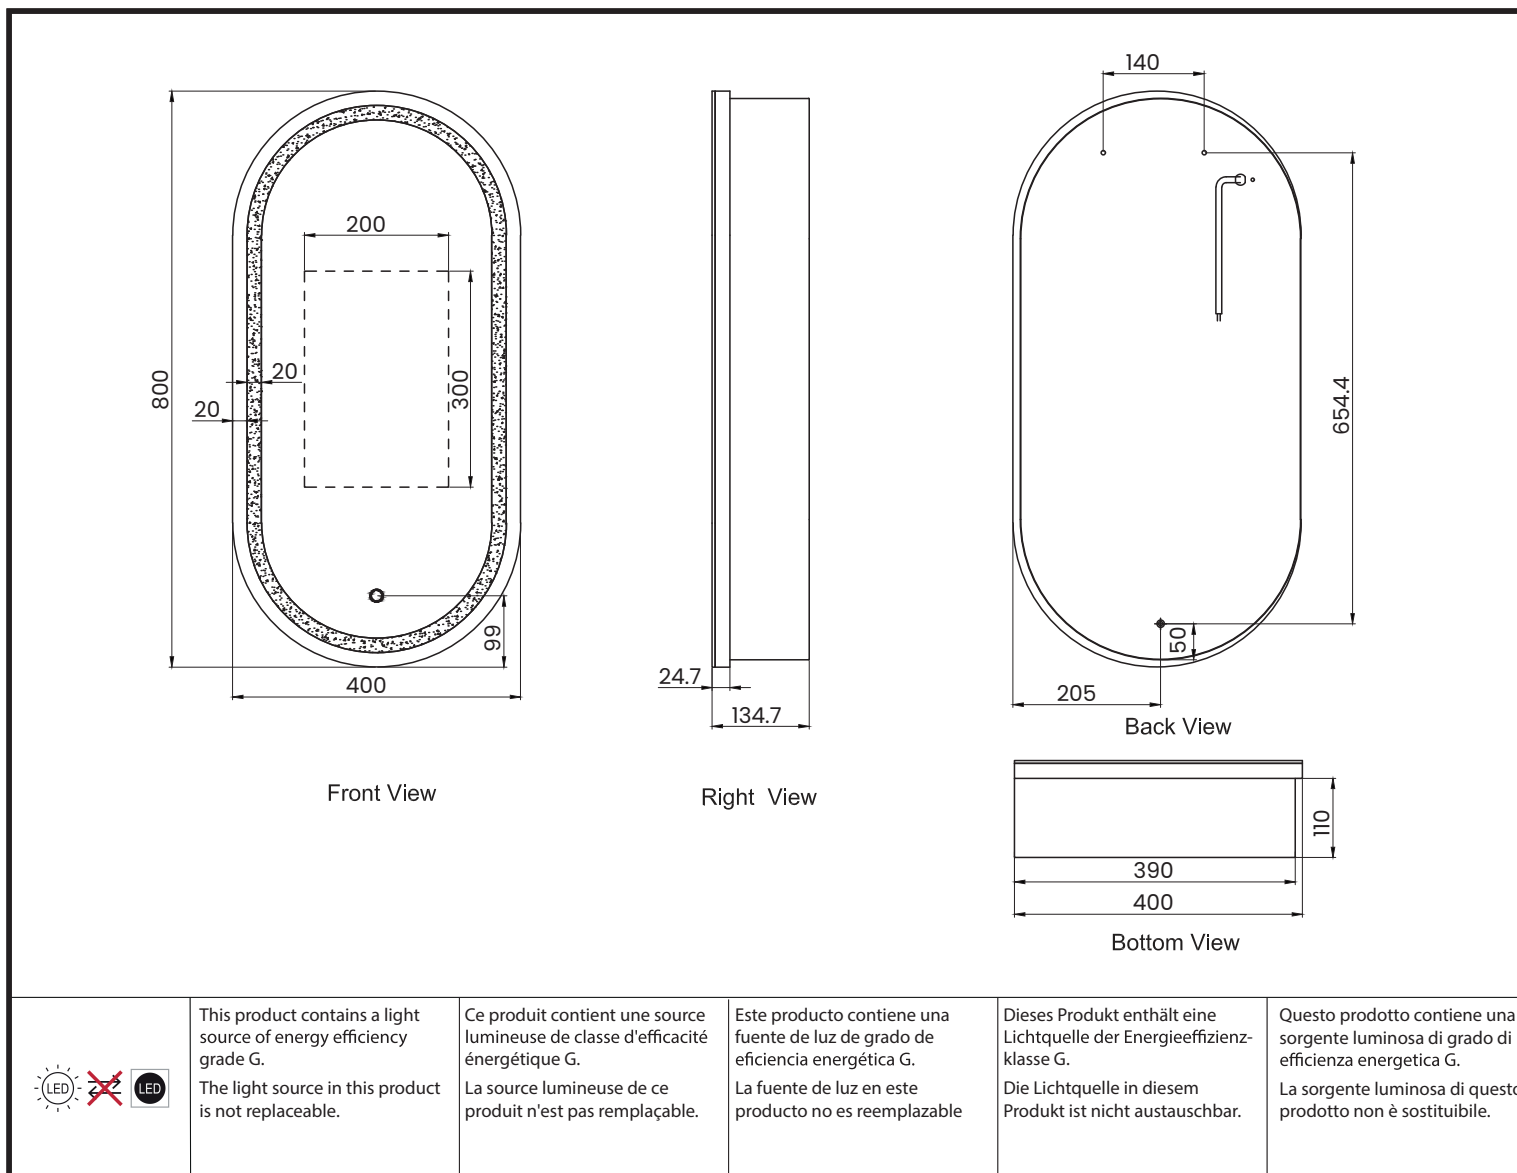 140
200
800
20
20
300
654.4
99
50
400
24.7
134.7
205
Back View
Front View
Right View
110
390
400
Bottom View
LED
LED
This product contains a light
source of energy efficiency
grade G.
The light source in this product
is not replaceable.
Ce produit contient une source
lumineuse de classe d'efficacité
énergétique G.
La source lumineuse de ce
produit n'est pas remplaçable.
Este producto contiene una
fuente de luz de grado de
eficiencia energética G.
La fuente de luz en este
producto no es reemplazable
Dieses Produkt enthält eine
Lichtquelle der Energieeffizienz-
klasse G.
Die Lichtquelle in diesem
Produkt ist nicht austauschbar.
Questo prodotto contiene una
sorgente luminosa di grado di
efficienza energetica G.
La sorgente luminosa di questo
prodotto non è sostituibile.